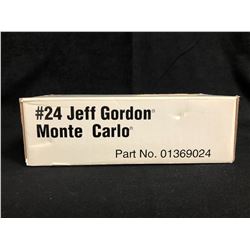 #24 Jeff Gordon®
Monte Carlo®
Part No. 01369024